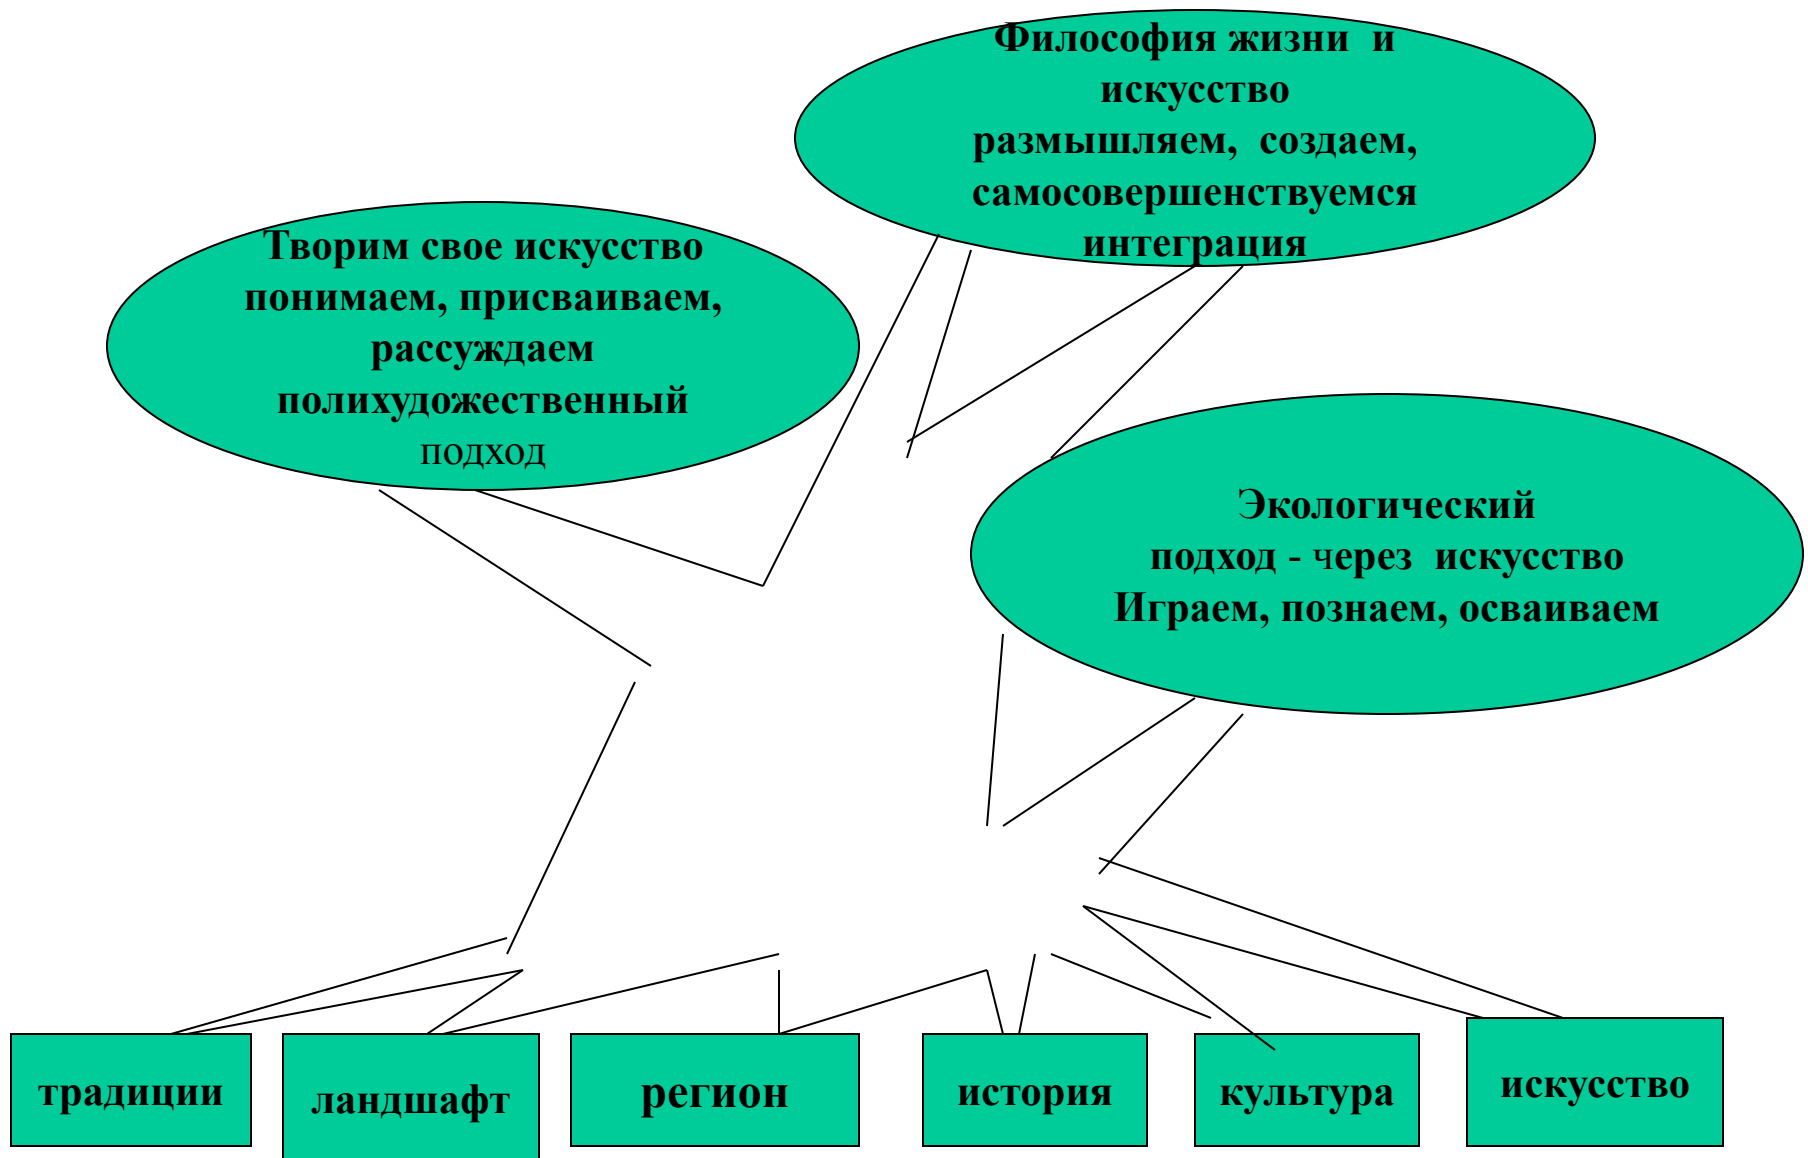 Философия жизни и
искусство
размышляем, создаем,
самосовершенствуемся
интеграция
Творим свое искусство
понимаем, присваиваем,
рассуждаем
полихудожественный
подход
Экологический
подход - через искусство
Играем, познаем, осваиваем
традиции
ландшафт
регион
история
культура
искусство